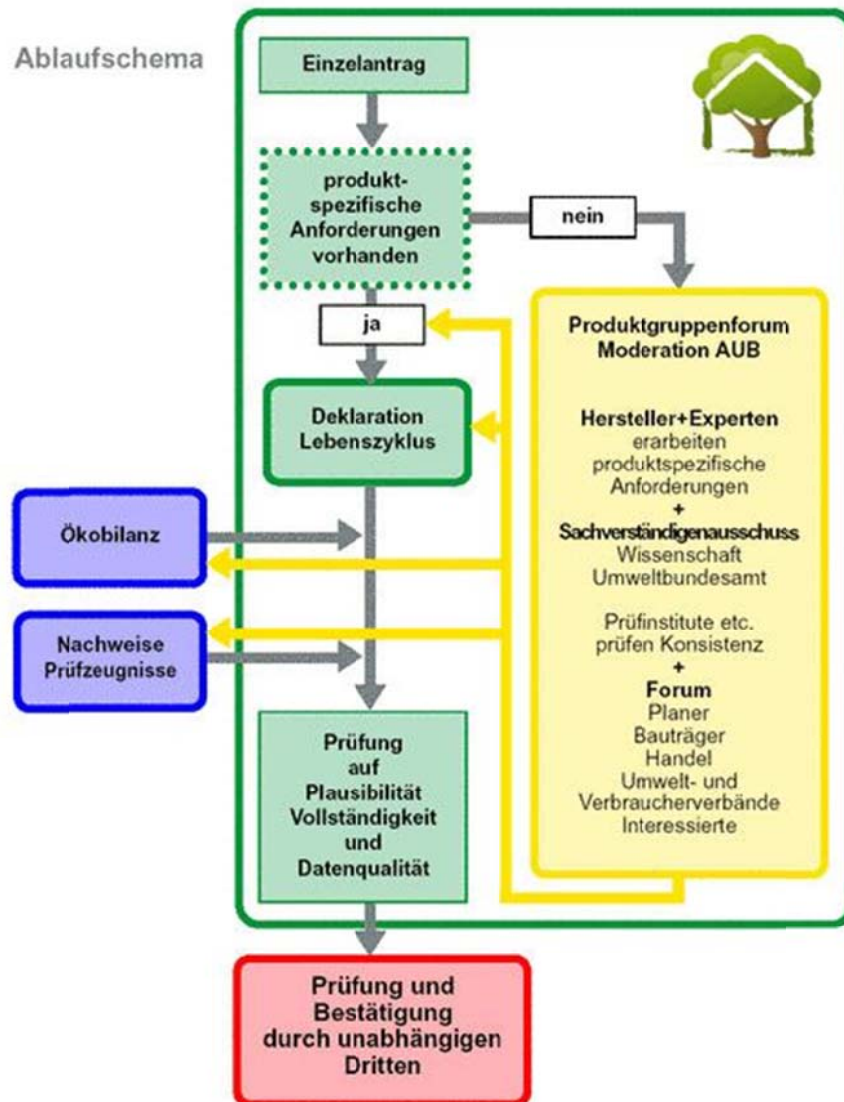 Ablaufschema
Einzelantrag
produkt-
spezifische
Anforderungen
vorhanden
nein
ja
Deklaration
Lebenszyklus
Ökobilanz
Nachweise
Prüfzeugnisse
Prüfung
auf
Plausibilität
Vollständigkeit
und
Datenqualität
Produktgruppenforum
Moderation AUB
Hersteller+Experten
erarbeiten
produktspezifische
Anforderungen
+
Sachverständigenausschuss
Wissenschaft
Umweltbundesamt
Prüfinstitute etc.
prüfen Konsistenz
+
Forum
Planer
Bauträger
Handel
Umwelt- und
Verbraucherverbände
Interessierte
Prüfung und
Bestätigung
durch unabhängigen
Dritten